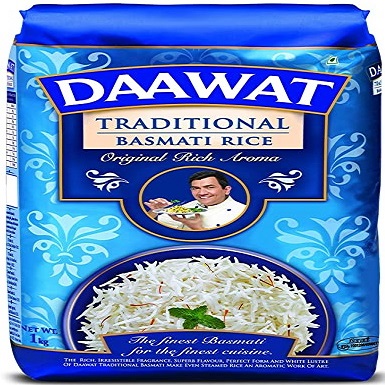 DAAWAT
TRADITIONAL
BASMATI RICE
Original Rich Aroma
NET WT.
1kg
The finest Basmati
for the finest cuisine.
THE RICH, IRRESISTIBLE FRAGRANCE, SUPERB FLAVOUR, PERFECT FORM AND WHITE LUSTRE
OF DAAWAT TRADITIONAL BASMATI MAKE EVEN STEAMED RICE AN AROMATIC WORK OF ART.